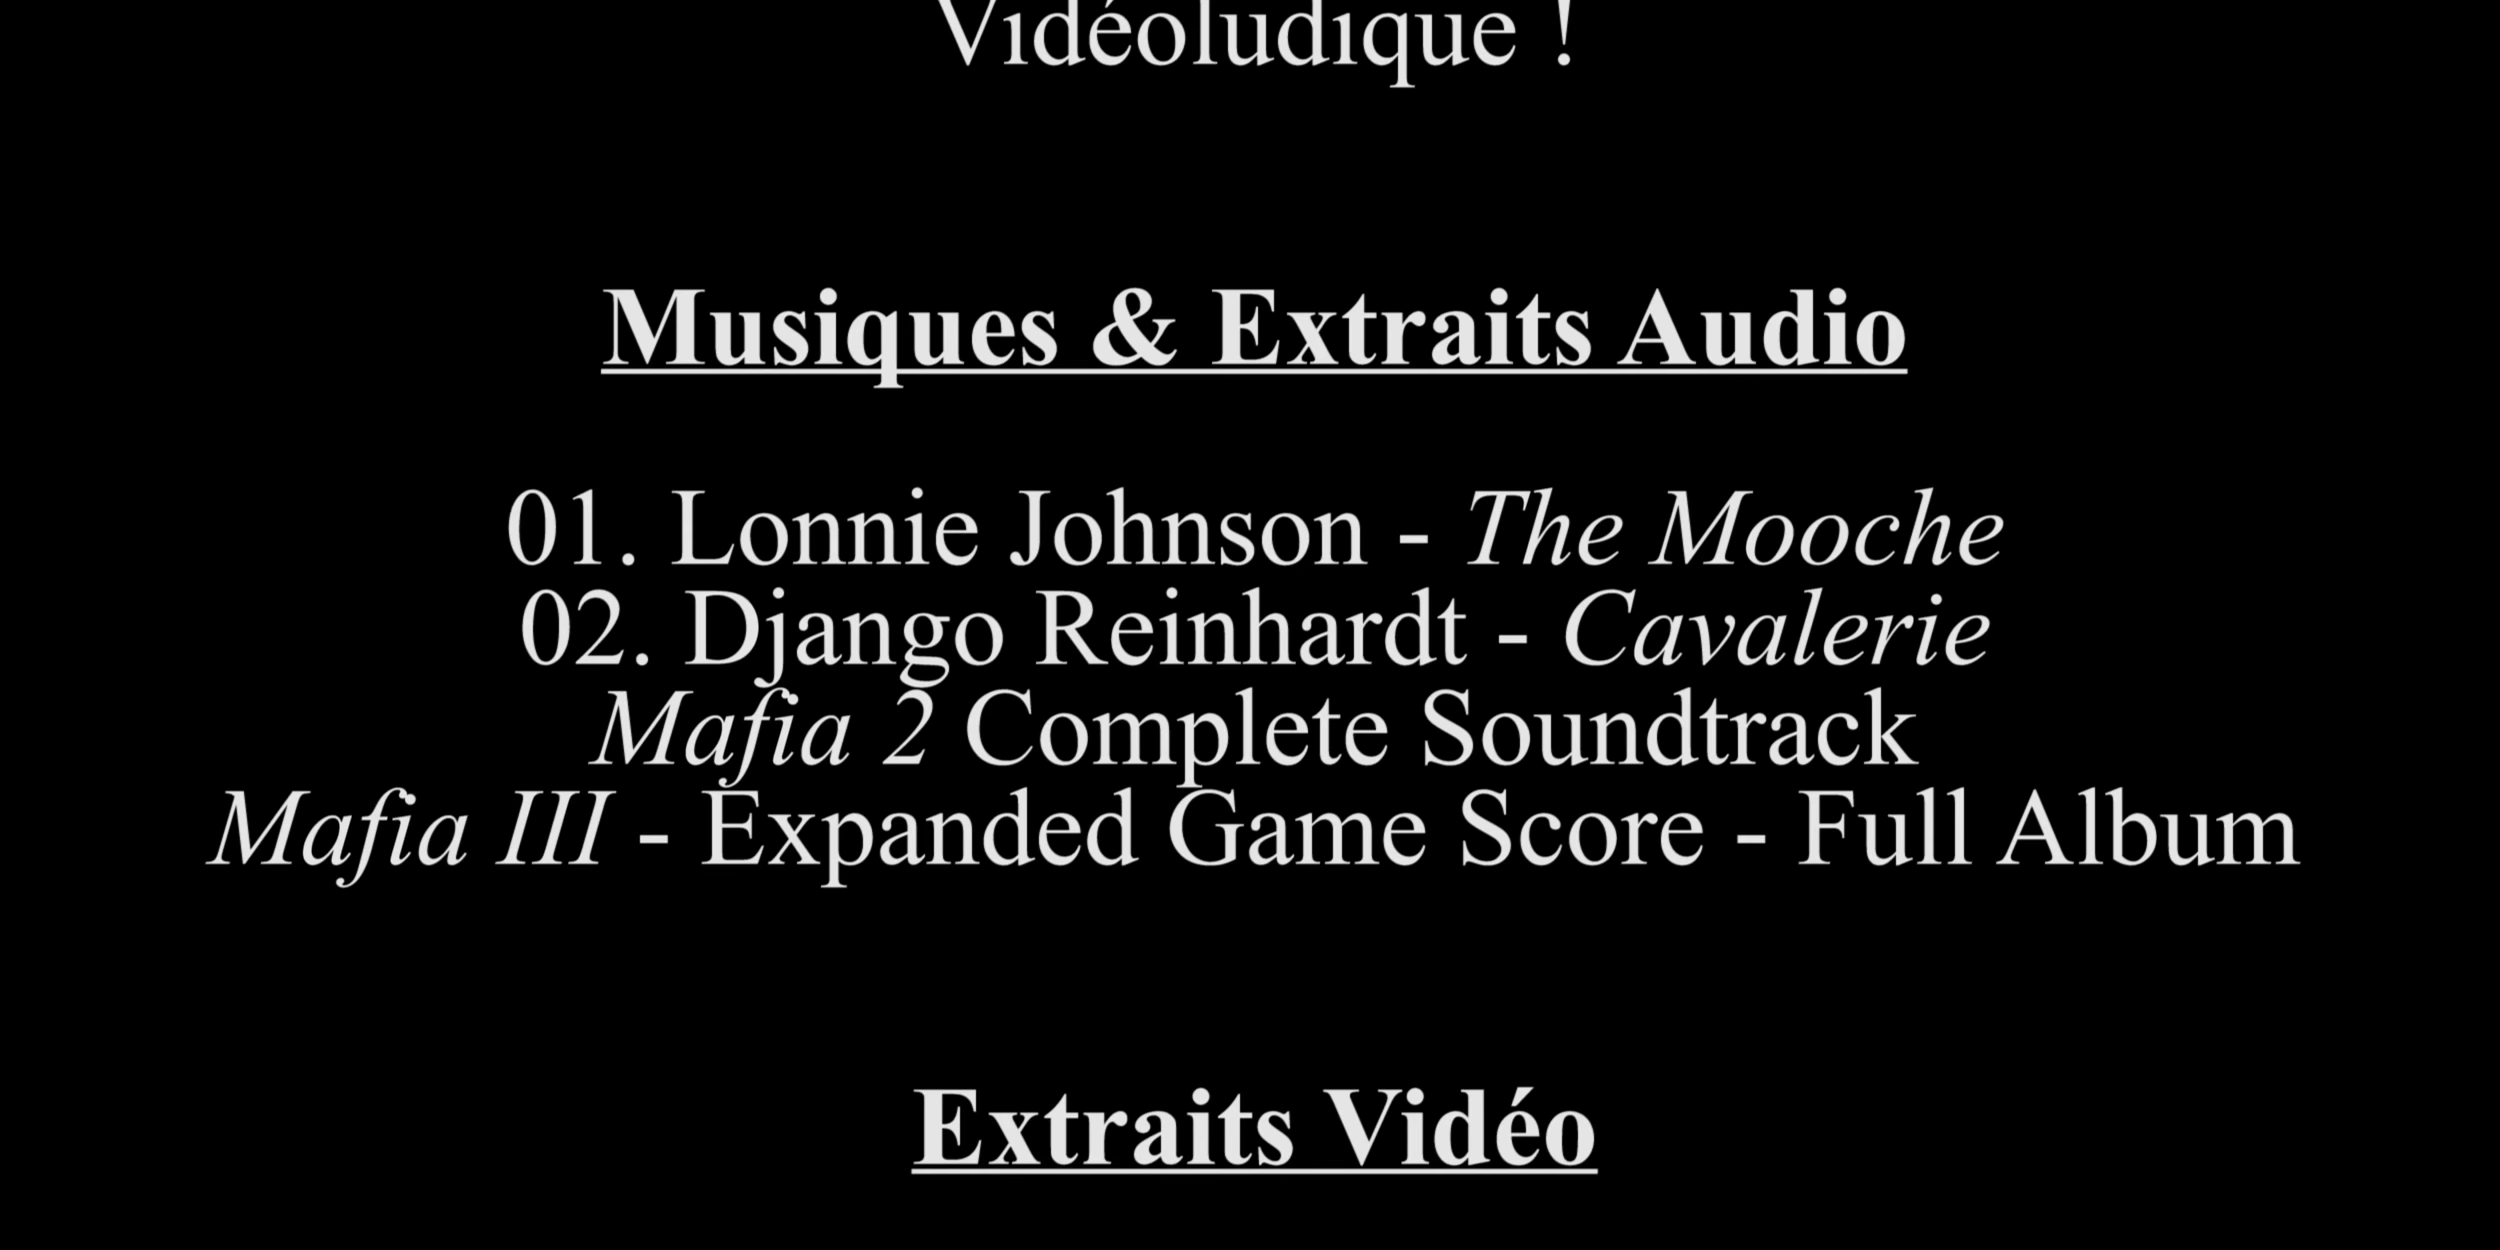 Vidéoludique !
Musiques & Extraits Audio
01. Lonnie Johnson - The Mooche
02. Django Reinhardt - Cavalerie
Mafia 2 Complete Soundtrack
Mafia III - Expanded Game Score - Full Album
Extraits Vidéo